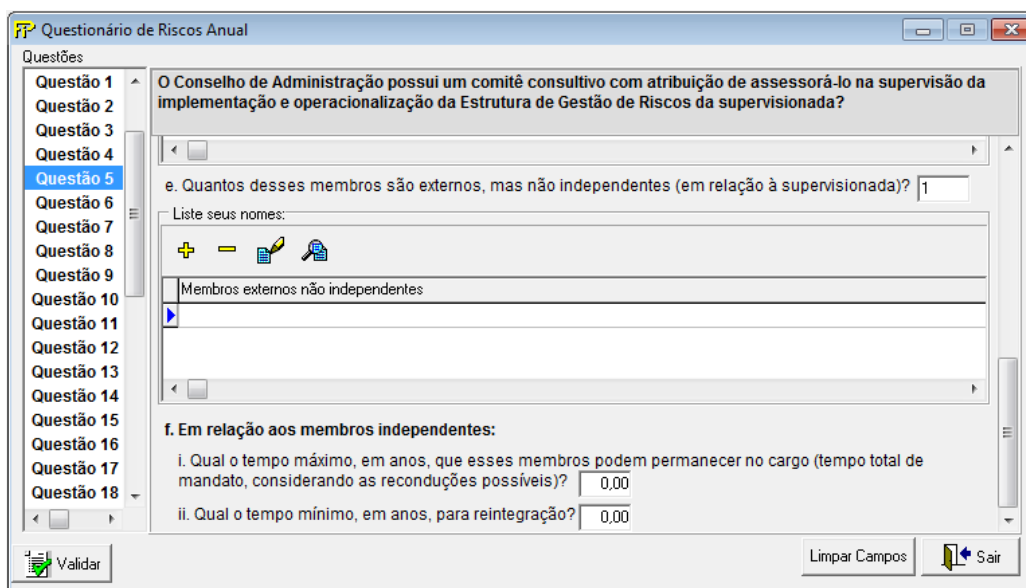 Questionário de Riscos Anual
Questões
Questão 1
Questão 2
Questão 3
Questão 4
Questão 5
Questão 6
Questão 7
Questão 8
Questão 9
Questão 10
Questão 11
Questão 12
Questão 13
Questão 14
Questão 15
Questão 16
Questão 17
Questão 18
O Conselho de Administração possui um comitê consultivo com atribuição de assessorá-lo na supervisão da
implementação e operacionalização da Estrutura de Gestão de Riscos da supervisionada?
e. Quantos desses membros são externos, mas não independentes (em relação à supervisionada)? 1
Liste seus nomes:
Membros externos não independentes
f. Em relação aos membros independentes:
i. Qual o tempo máximo, em anos, que esses membros podem permanecer no cargo (tempo total de
mandato, considerando as reconduções possíveis)? 0,00
ii. Qual o tempo mínimo, em anos, para reintegração? 0,00
Validar
Limpar Campos
Sair